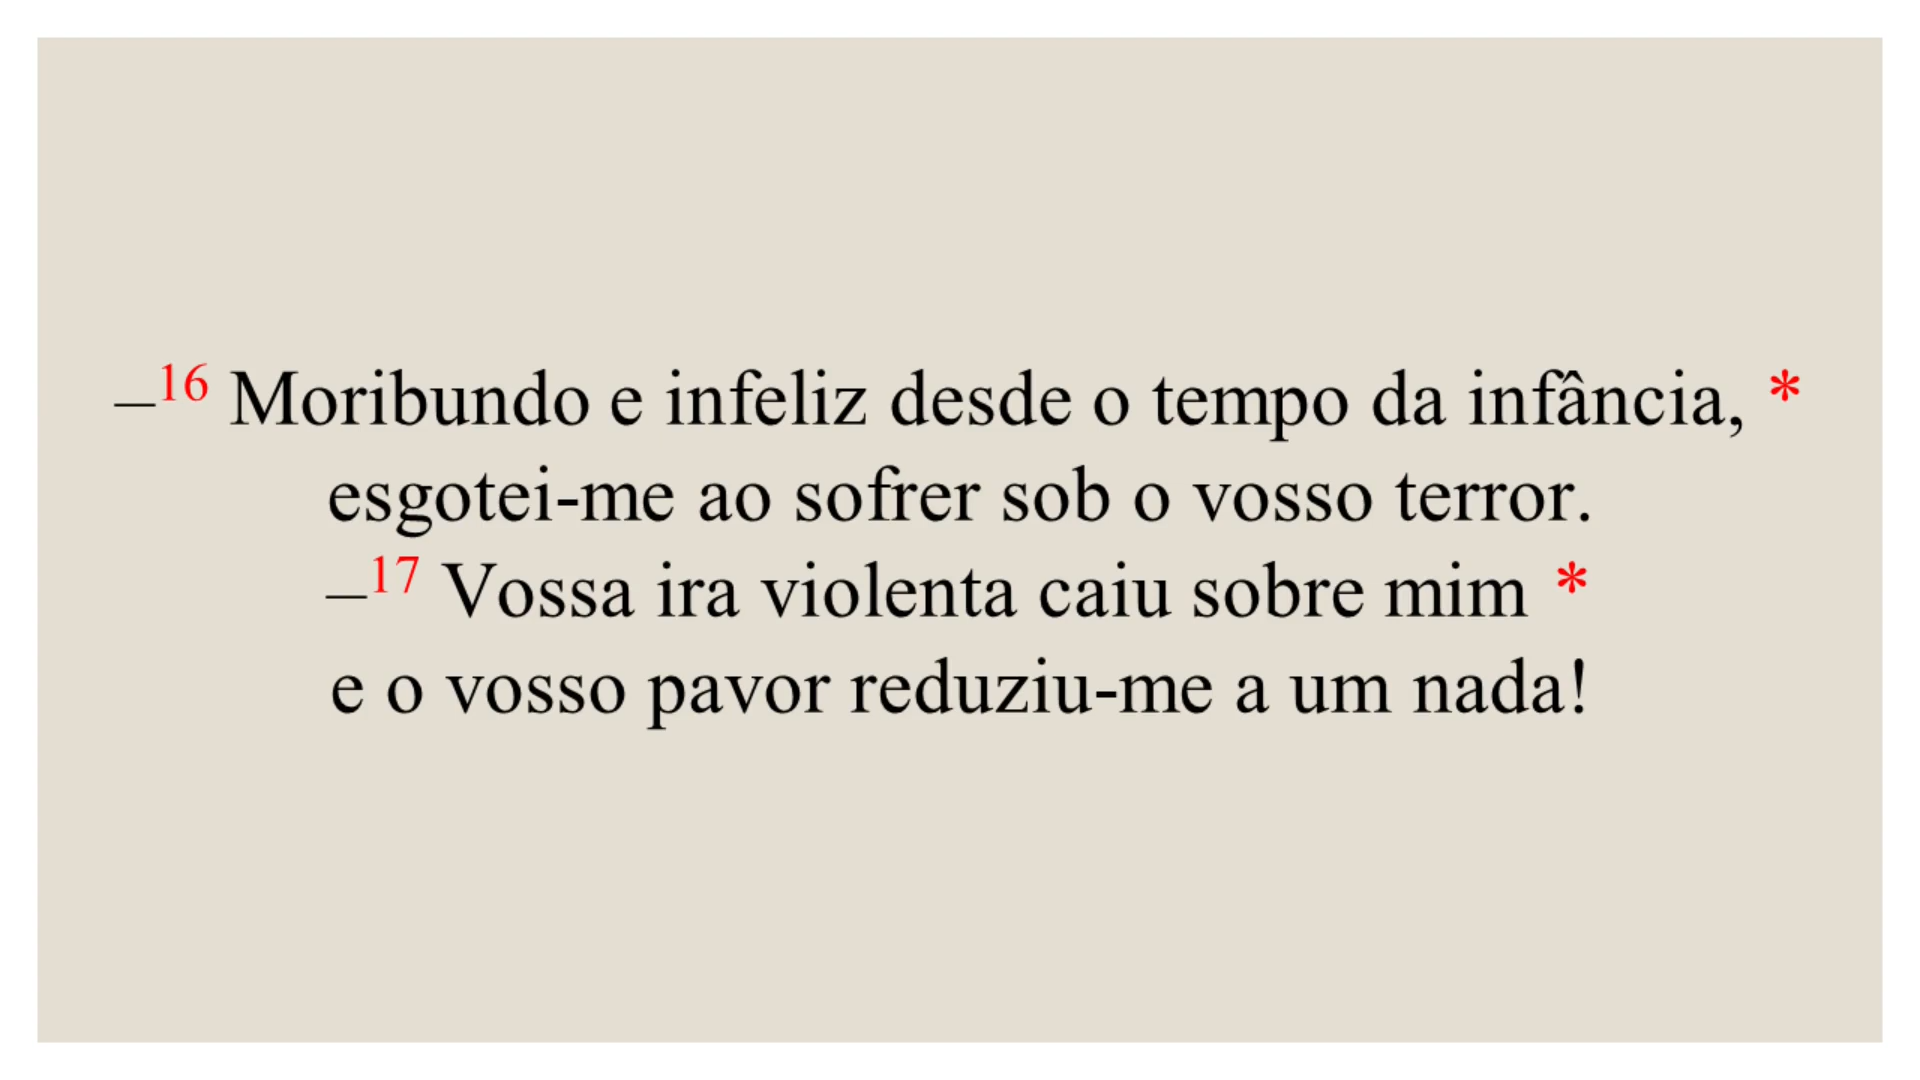 –16 Moribundo e infeliz desde o tempo da infância, *
esgotei-me ao sofrer sob o vosso terror.
–17 Vossa ira violenta caiu sobre mim *
e o vosso pavor reduziu-me a um nada!